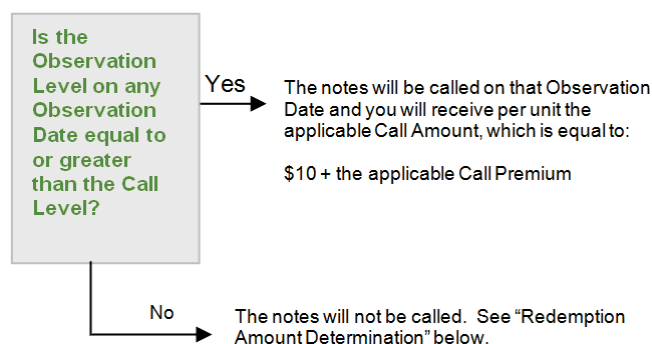 Is the
Observation
Level on any
Observation
Date equal to
or greater
than the Call
Level?
Yes
The notes will be called on that Observation
Date and you will receive per unit the
applicable Call Amount, which is equal to:
$10 + the applicable Call Premium
No
The notes will not be called.  See “Redemption
Amount Determination” below.